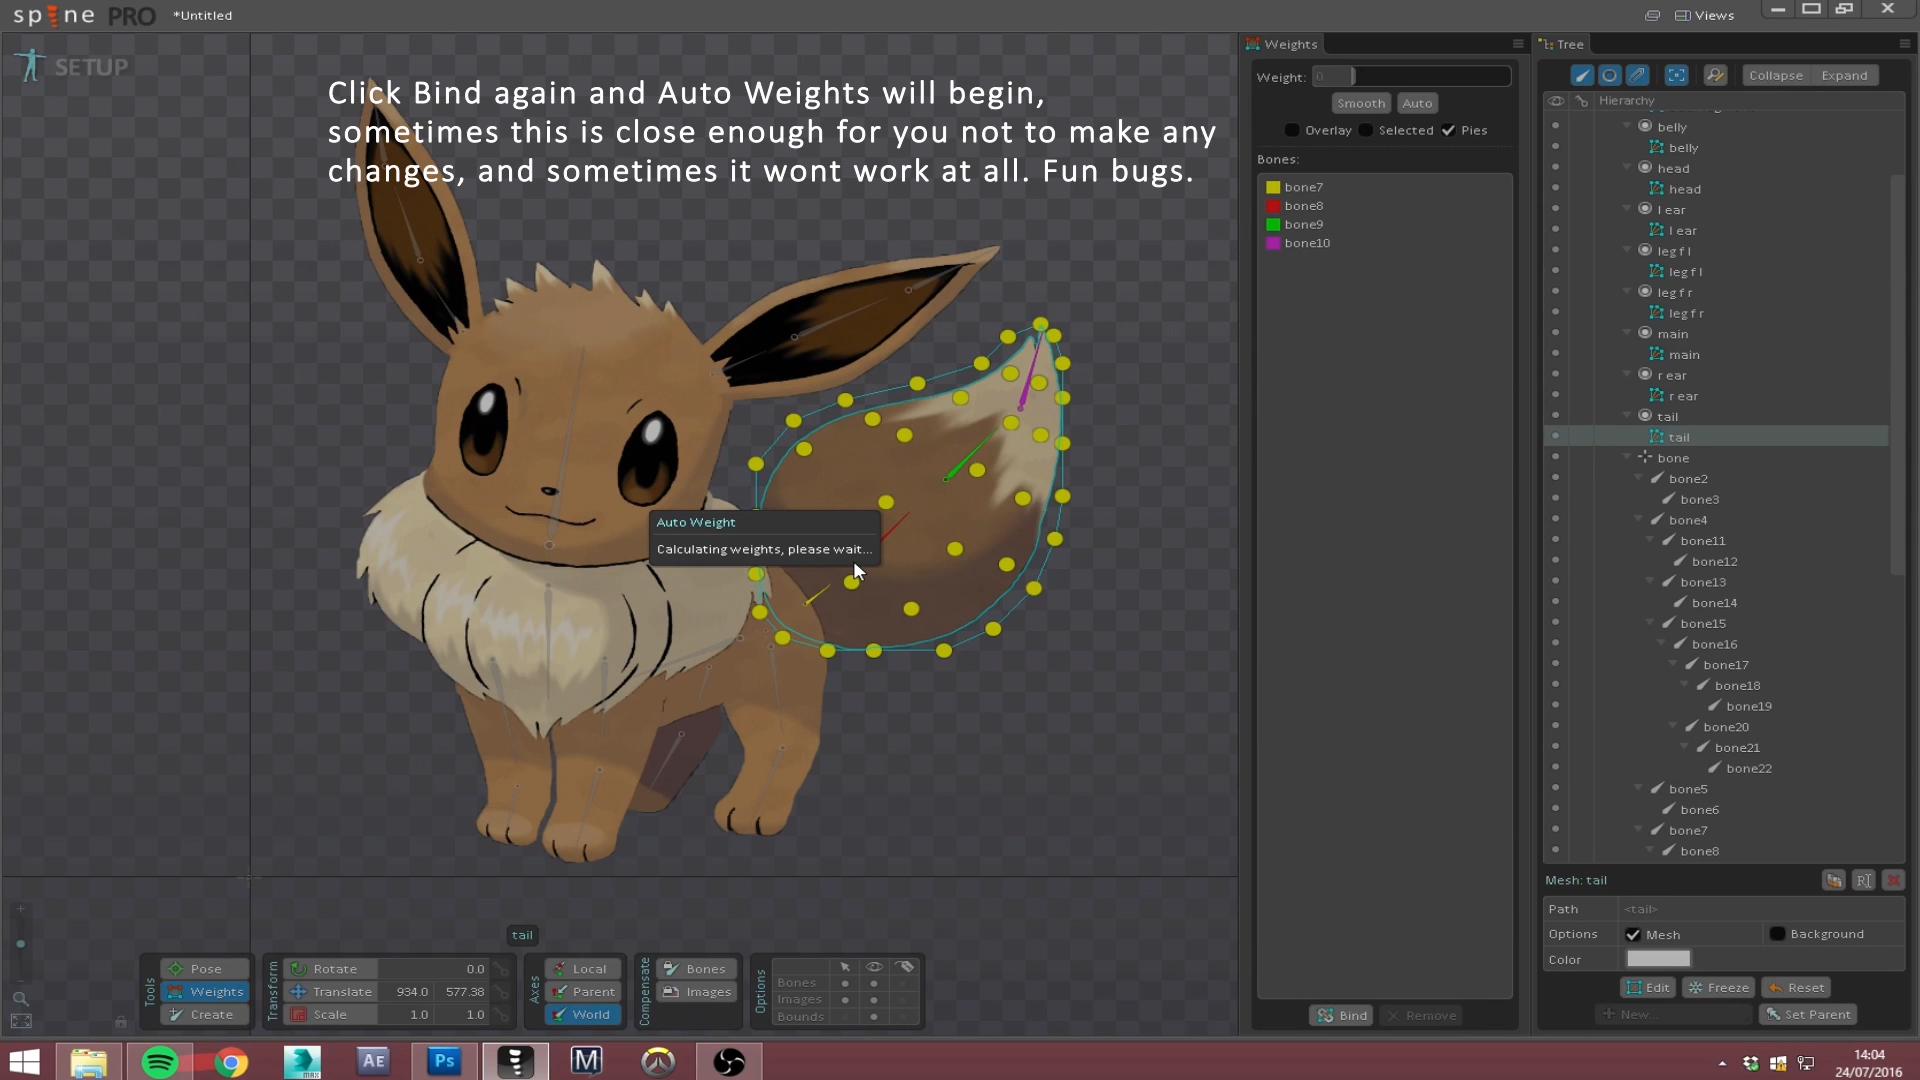 spine PRO *Untitled
Views
SETUP
Click Bind again and Auto Weights will begin,
sometimes this is close enough for you not to make any
changes, and sometimes it wont work at all. Fun bugs.
Auto Weight
Calculating weights, please wait...
tail
Tools
Pose
Weights
Create
Transform
Rotate 0.0
Translate 934.0 577.38
Scale 1.0 1.0
Axes
Local
Parent
World
Compensate
Bones
Images
Options
Bones
Images
Bounds
Weights
Weight: 0
Smooth Auto
Overlay Selected Pies
Bones:
bone7
bone8
bone9
bone10
Bind Remove
Tree
Collapse Expand
Hierarchy
belly
belly
head
head
l ear
l ear
leg f l
leg f l
leg f r
leg f r
main
main
r ear
r ear
tail
tail
bone
bone2
bone3
bone4
bone11
bone12
bone13
bone14
bone15
bone16
bone17
bone18
bone19
bone20
bone21
bone22
bone5
bone6
bone7
bone8
Mesh: tail
Path <tail>
Options Mesh Background
Color
Edit Freeze Reset
New... Set Parent
MAX
AE
Ps
M
14:04
24/07/2016